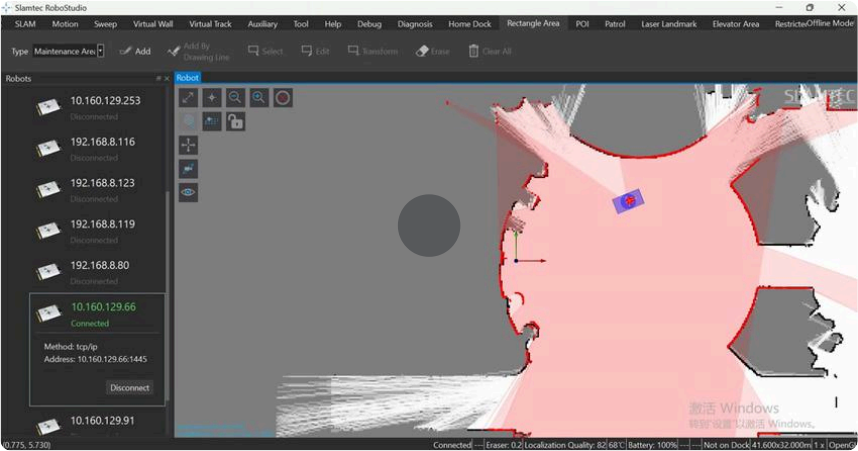 Slamtec RoboStudio
SLAM Motion Sweep Virtual Wall Virtual Track Auxiliary Tool Help Debug Diagnosis Home Dock Rectangle Area POI Patrol Laser Landmark Elevator Area Restricte Offline Mode
Type Maintenance Area Add Add By Drawing Line Select Edit Transform Erase Clear All
Robots
Robot
10.160.129.253
Disconnected
192.168.8.116
Disconnected
192.168.8.123
Disconnected
192.168.8.119
Disconnected
192.168.8.80
Disconnected
10.160.129.66
Connected
Method: tcp/ip
Address: 10.160.129.66:1445
Disconnect
10.160.129.91
SLAMTEC
激活 Windows
转到"设置"以激活 Windows。
(0.775, 5.730)
Connected --- Eraser: 0.2 Localization Quality: 82 68℃ Battery: 100% --- --- Not on Dock 41.600x32.000m 1 x OpenGL